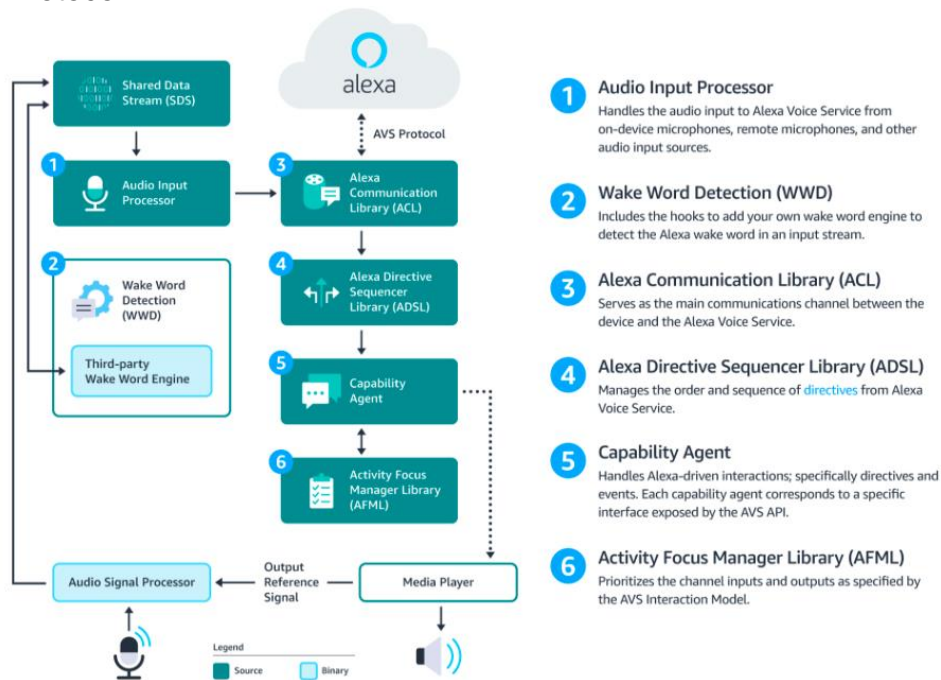 Shared Data
Stream (SDS)
alexa
AVS Protocol
1
Audio Input
Processor
3
Alexa
Communication
Library (ACL)
2
Wake Word
Detection
(WWD)
Third-party
Wake Word Engine
4
Alexa Directive
Sequencer
Library (ADSL)
5
Capability
Agent
6
Activity Focus
Manager Library
(AFML)
Audio Signal Processor
Output
Reference
Signal
Media Player
Legend
Source
Binary
1
Audio Input Processor
Handles the audio input to Alexa Voice Service from
on-device microphones, remote microphones, and other
audio input sources.
2
Wake Word Detection (WWD)
Includes the hooks to add your own wake word engine to
detect the Alexa wake word in an input stream.
3
Alexa Communication Library (ACL)
Serves as the main communications channel between the
device and the Alexa Voice Service.
4
Alexa Directive Sequencer Library (ADSL)
Manages the order and sequence of directives from Alexa
Voice Service.
5
Capability Agent
Handles Alexa-driven interactions; specifically directives and
events. Each capability agent corresponds to a specific
interface exposed by the AVS API.
6
Activity Focus Manager Library (AFML)
Prioritizes the channel inputs and outputs as specified by
the AVS Interaction Model.